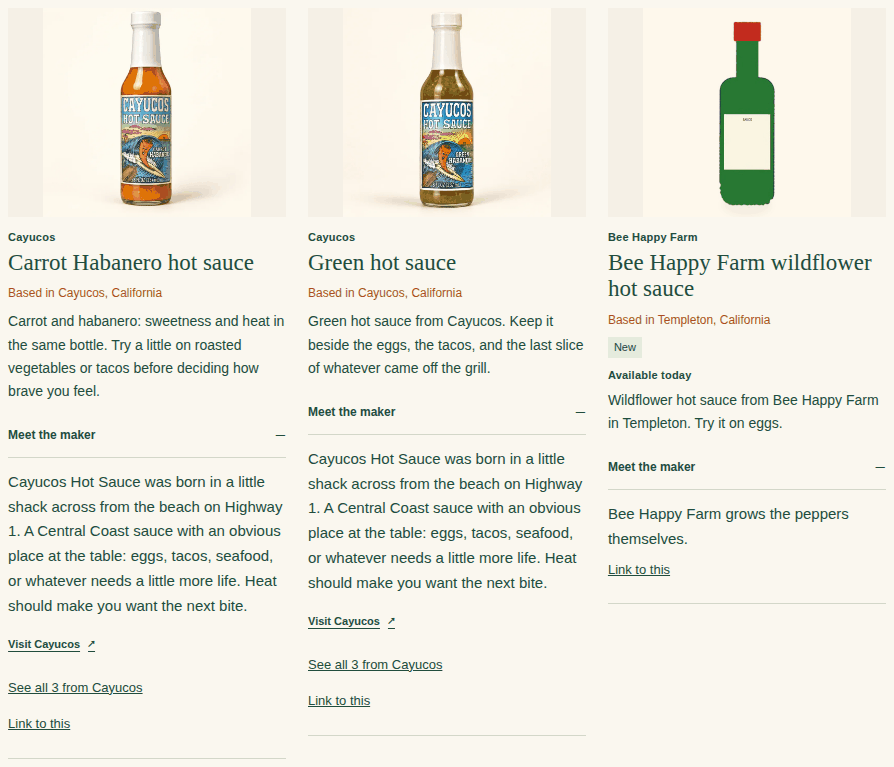 CAYUCOS
HOT SAUCE
HABANERO
Cayucos
Carrot Habanero hot sauce
Based in Cayucos, California
Carrot and habanero: sweetness and heat in
the same bottle. Try a little on roasted
vegetables or tacos before deciding how
brave you feel.
Meet the maker —
Cayucos Hot Sauce was born in a little
shack across from the beach on Highway
1. A Central Coast sauce with an obvious
place at the table: eggs, tacos, seafood,
or whatever needs a little more life. Heat
should make you want the next bite.
Visit Cayucos ↗
See all 3 from Cayucos
Link to this
CAYUCOS
HOT SAUCE
GREEN
HABANERO
Cayucos
Green hot sauce
Based in Cayucos, California
Green hot sauce from Cayucos. Keep it
beside the eggs, the tacos, and the last slice
of whatever came off the grill.
Meet the maker —
Cayucos Hot Sauce was born in a little
shack across from the beach on Highway
1. A Central Coast sauce with an obvious
place at the table: eggs, tacos, seafood,
or whatever needs a little more life. Heat
should make you want the next bite.
Visit Cayucos ↗
See all 3 from Cayucos
Link to this
Bee Happy Farm
Bee Happy Farm wildflower
hot sauce
Based in Templeton, California
New
Available today
Wildflower hot sauce from Bee Happy Farm
in Templeton. Try it on eggs.
Meet the maker —
Bee Happy Farm grows the peppers
themselves.
Link to this